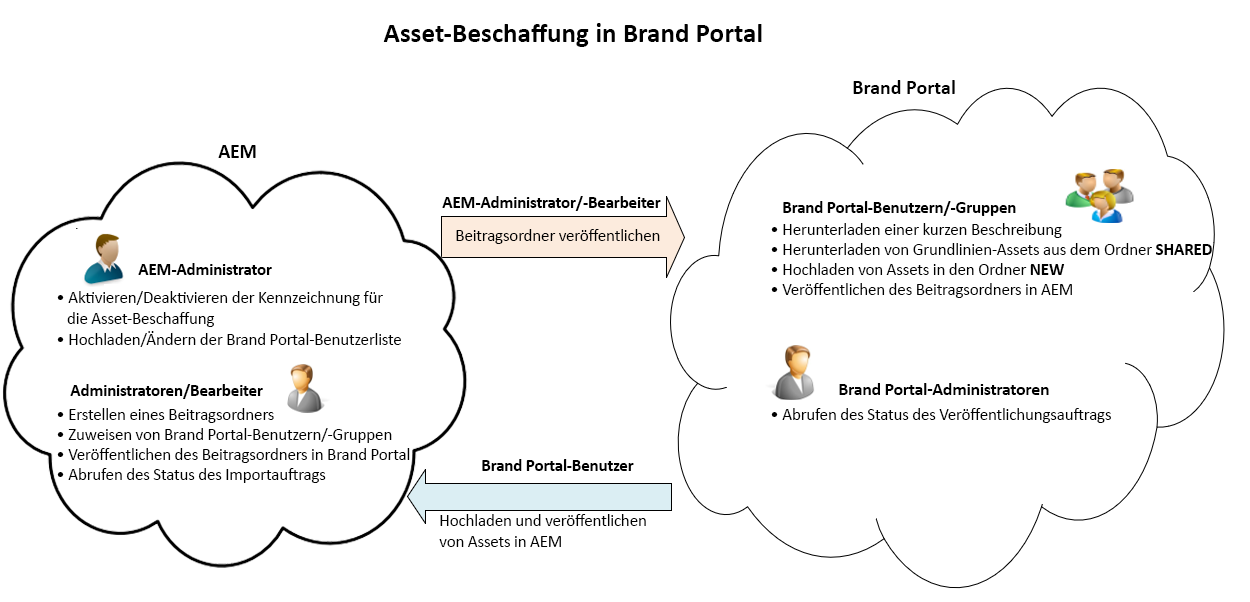 Asset-Beschaffung in Brand Portal
AEM
AEM-Administrator
• Aktivieren/Deaktivieren der Kennzeichnung für
die Asset-Beschaffung
• Hochladen/Ändern der Brand Portal-Benutzerliste
Administratoren/Bearbeiter
• Erstellen eines Beitragsordners
• Zuweisen von Brand Portal-Benutzern/-Gruppen
• Veröffentlichen des Beitragsordners in Brand Portal
• Abrufen des Status des Importauftrags
AEM-Administrator/-Bearbeiter
Beitragsordner veröffentlichen
Brand Portal-Benutzer
Hochladen und veröffentlichen
von Assets in AEM
Brand Portal
Brand Portal-Benutzern/-Gruppen
• Herunterladen einer kurzen Beschreibung
• Herunterladen von Grundlinien-Assets aus dem Ordner SHARED
• Hochladen von Assets in den Ordner NEW
• Veröffentlichen des Beitragsordners in AEM
Brand Portal-Administratoren
• Abrufen des Status des Veröffentlichungsauftrags